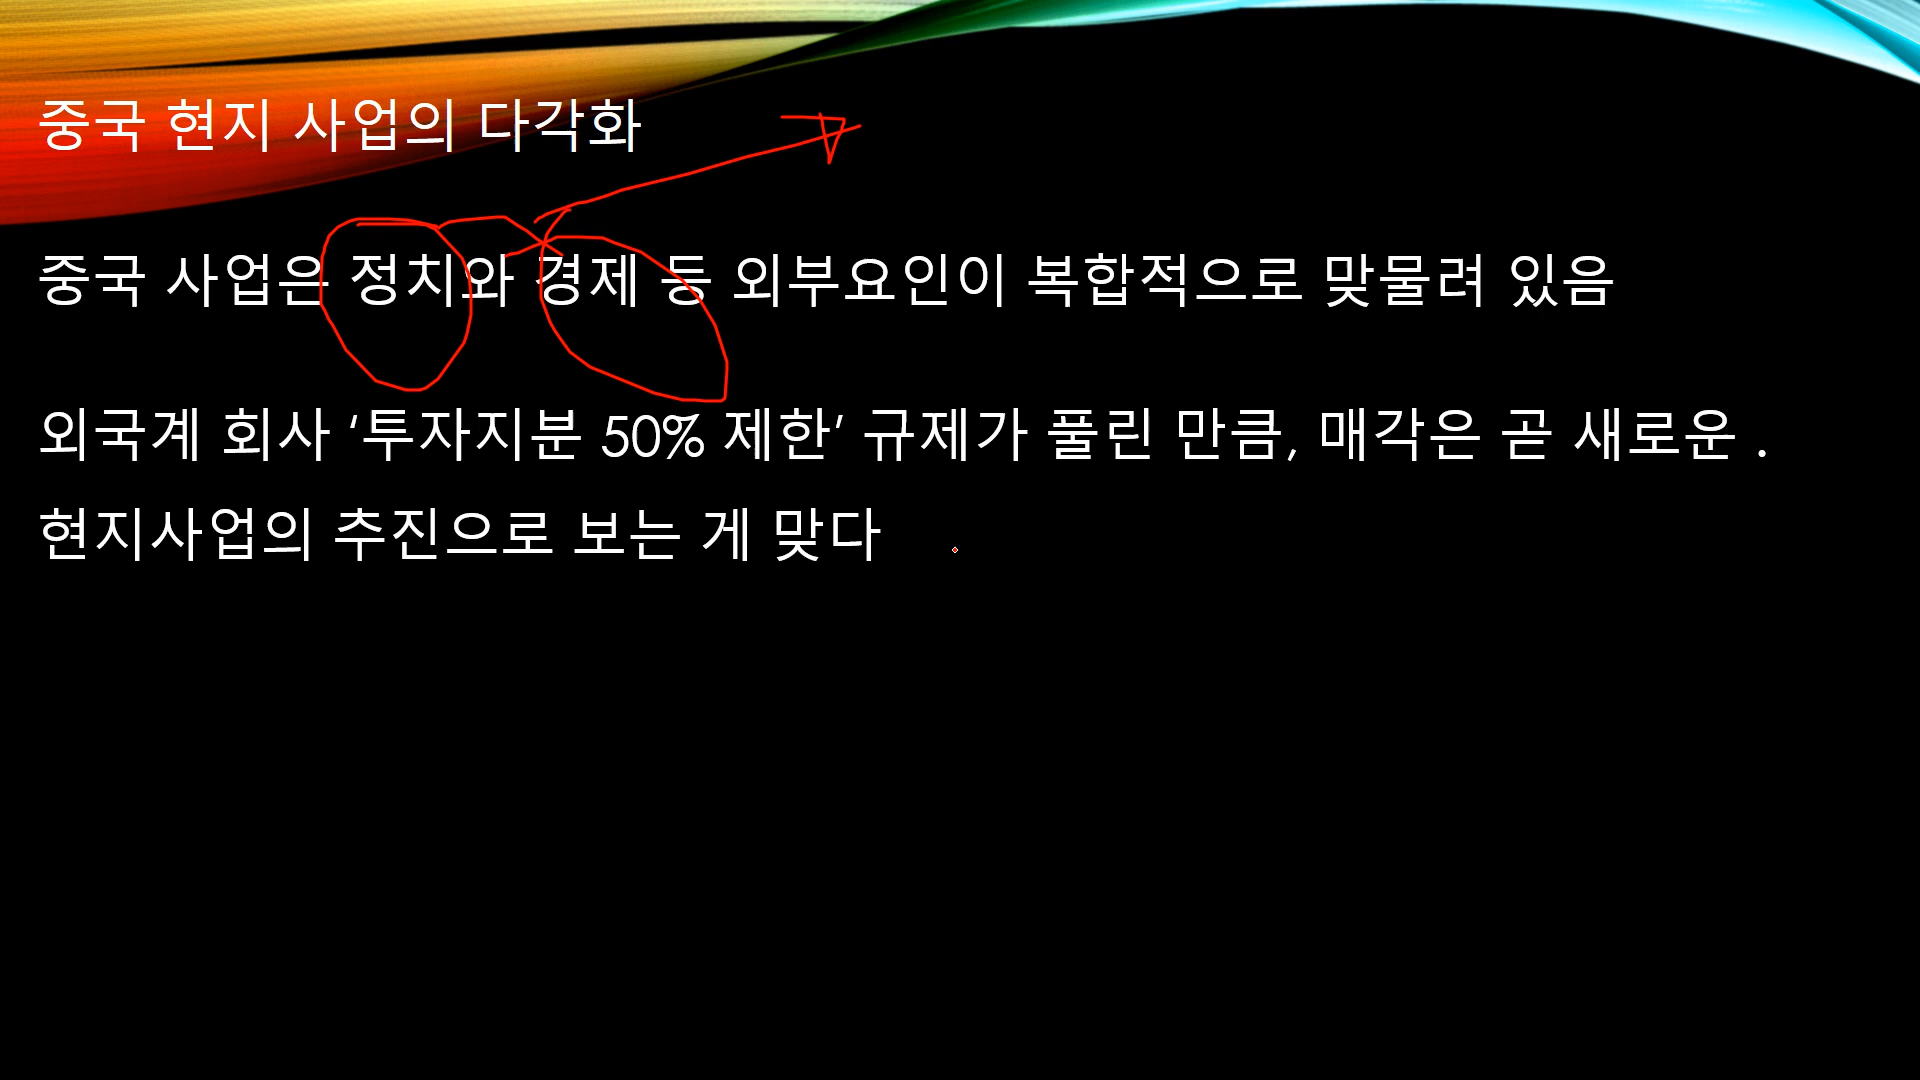 중국 현지 사업의 다각화
중국 사업은 정치와 경제 등 외부요인이 복합적으로 맞물려 있음
외국계 회사 ‘투자지분 50% 제한’ 규제가 풀린 만큼, 매각은 곧 새로운 .
현지사업의 추진으로 보는 게 맞다